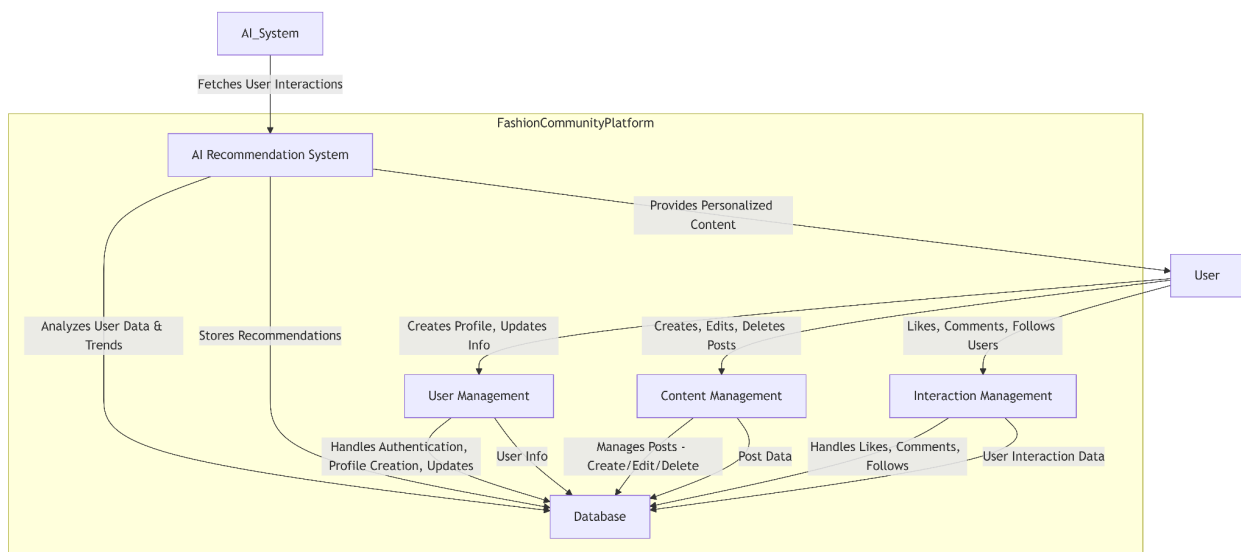 AI_System
Fetches User Interactions
FashionCommunityPlatform
AI Recommendation System
Provides Personalized
Content
User
Analyzes User Data &
Trends
Stores Recommendations
Creates Profile, Updates
Info
Creates, Edits, Deletes
Posts
Likes, Comments, Follows
Users
User Management
Content Management
Interaction Management
Handles Authentication,
Profile Creation, Updates
User Info
Manages Posts -
Create/Edit/Delete
Post Data
Handles Likes, Comments,
Follows
User Interaction Data
Database